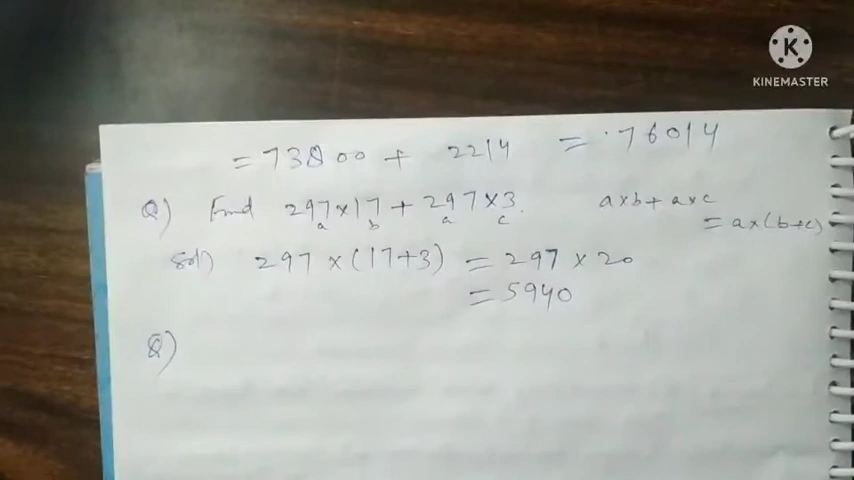 K
KINEMASTER
= 73800 + 2214 = 76014
Q) Find 297×17 + 297×3. a×b + a×c
a b a c = a×(b+c)
Sol) 297 × (17+3) = 297 × 20
= 5940
Q)